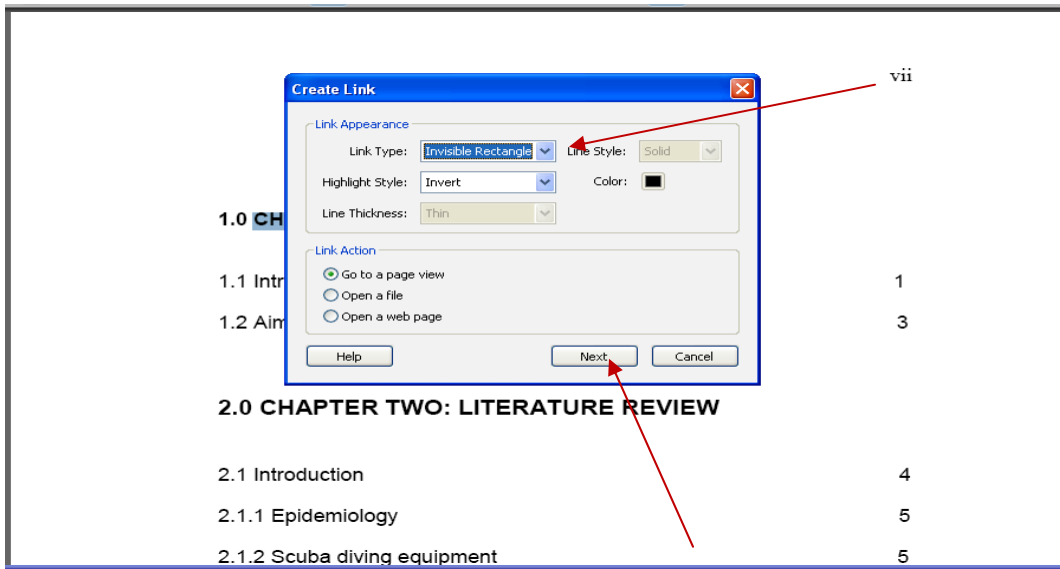 vii
Create Link
Link Appearance
Link Type: Invisible Rectangle Line Style: Solid
Highlight Style: Invert Color:
Line Thickness: Thin
1.0 CH
Link Action
Go to a page view
1.1 Intr 1
Open a file
Open a web page
1.2 Aim 3
Help Next Cancel
2.0 CHAPTER TWO: LITERATURE REVIEW
2.1 Introduction 4
2.1.1 Epidemiology 5
2.1.2 Scuba diving equipment 5